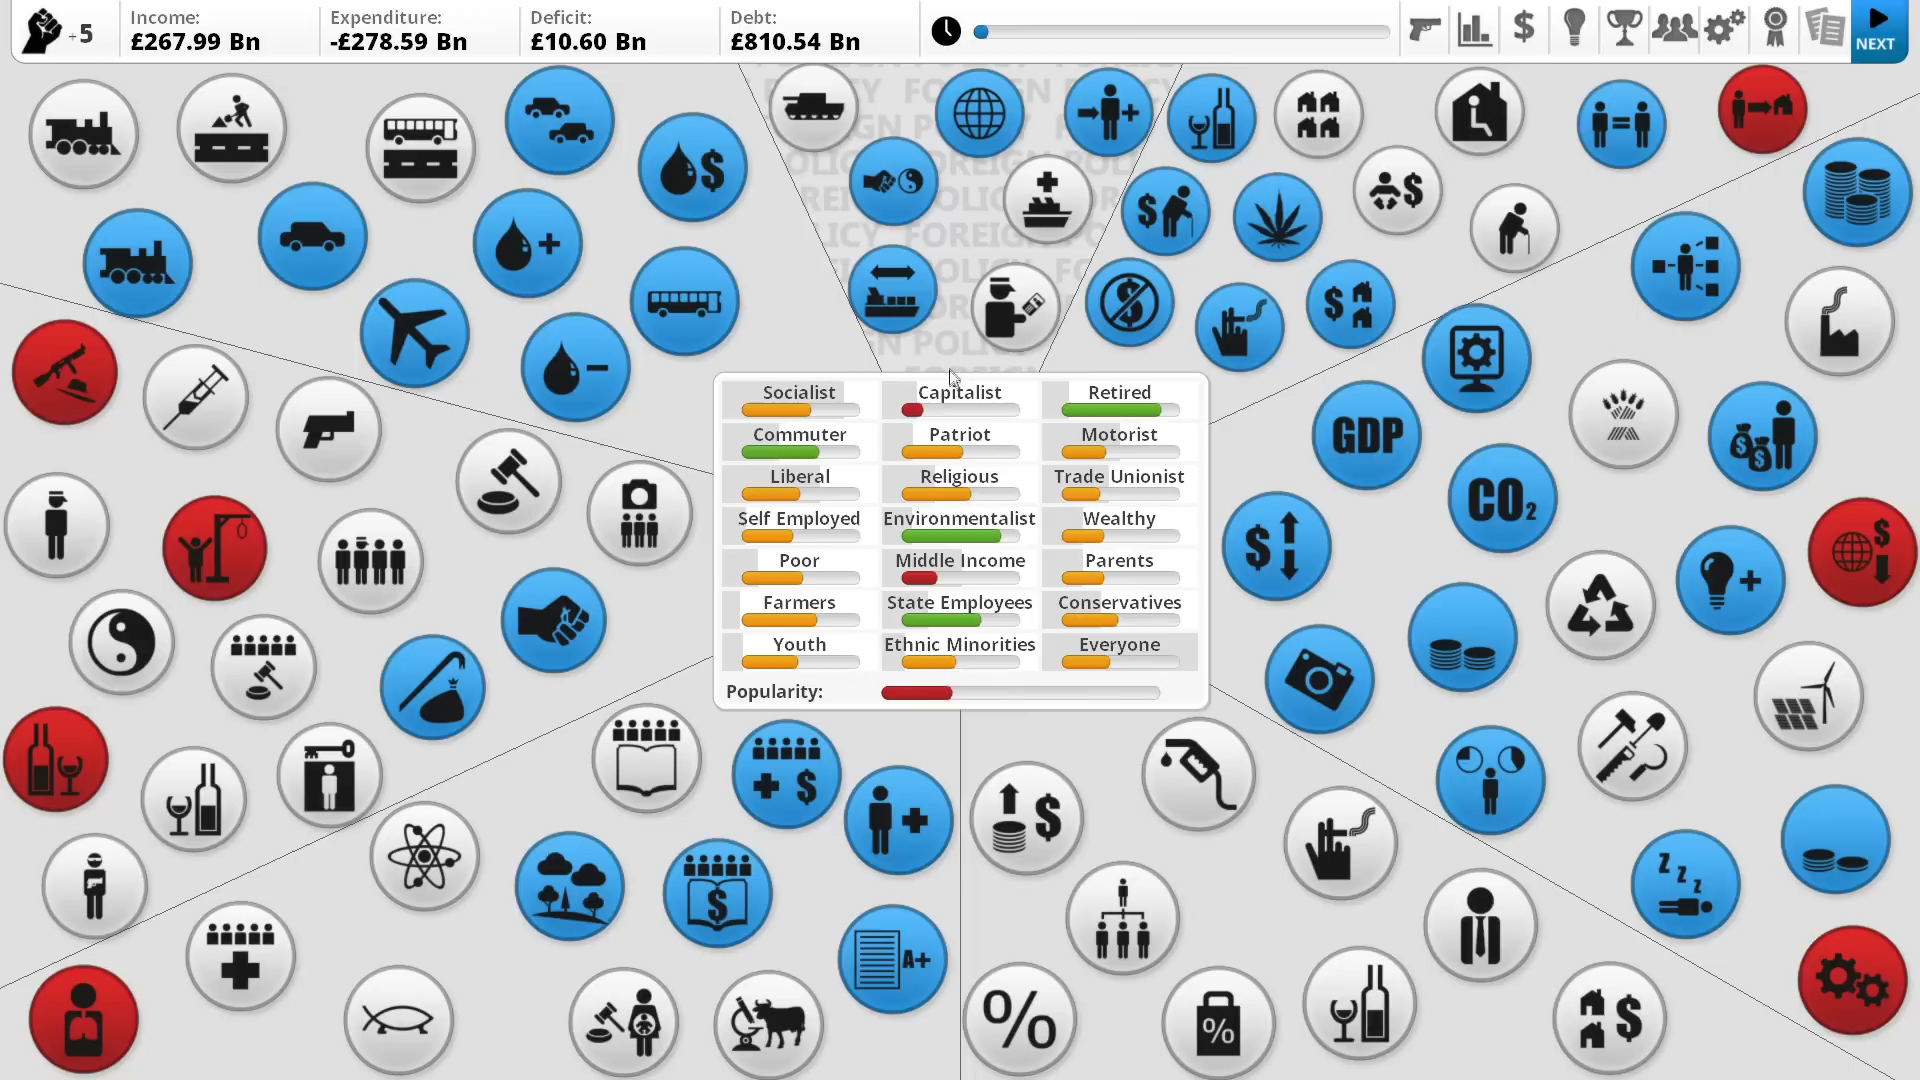 +5
Income:
£267.99 Bn
Expenditure:
-£278.59 Bn
Deficit:
£10.60 Bn
Debt:
£810.54 Bn
NEXT
FOREIGN POLICY
Socialist Capitalist Retired
Commuter Patriot Motorist
Liberal Religious Trade Unionist
Self Employed Environmentalist Wealthy
Poor Middle Income Parents
Farmers State Employees Conservatives
Youth Ethnic Minorities Everyone
Popularity:
GDP
CO₂
A+
Z z z
%
%